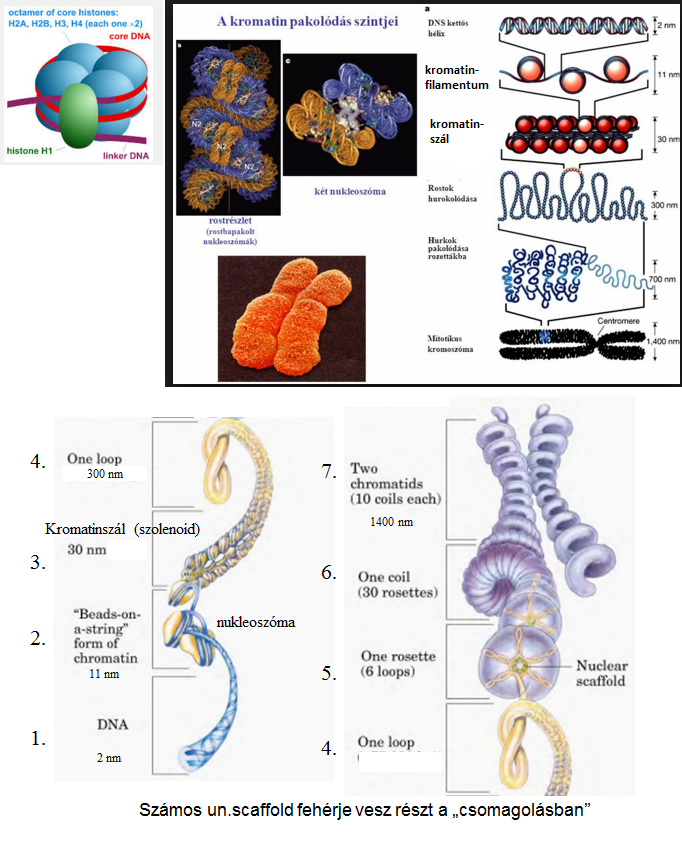 octamer of core histones:
H2A, H2B, H3, H4 (each one ×2)
core DNA
histone H1
linker DNA
A kromatin pakolódás szintjei
b
N2
N2
rostrészlet
(rostbapakolt
nukleoszómák)
c
két nukleoszóma
a
DNS kettős
hélix
2 nm
kromatin-
filamentum
11 nm
kromatin-
szál
30 nm
Rostok
hurokolódása
300 nm
Hurkok
pakolódása
rozettákba
700 nm
Centromere
Mitotikus
kromoszóma
1,400 nm
4.
One loop
300 nm
Kromatinszál (szolenoid)
30 nm
3.
"Beads-on-
a-string"
form of
chromatin
11 nm
2.
nukleoszóma
DNA
1.
2 nm
7.
Two
chromatids
(10 coils each)
1400 nm
6.
One coil
(30 rosettes)
5.
One rosette
(6 loops)
Nuclear
scaffold
4.
One loop
Számos un.scaffold fehérje vesz részt a „csomagolásban”